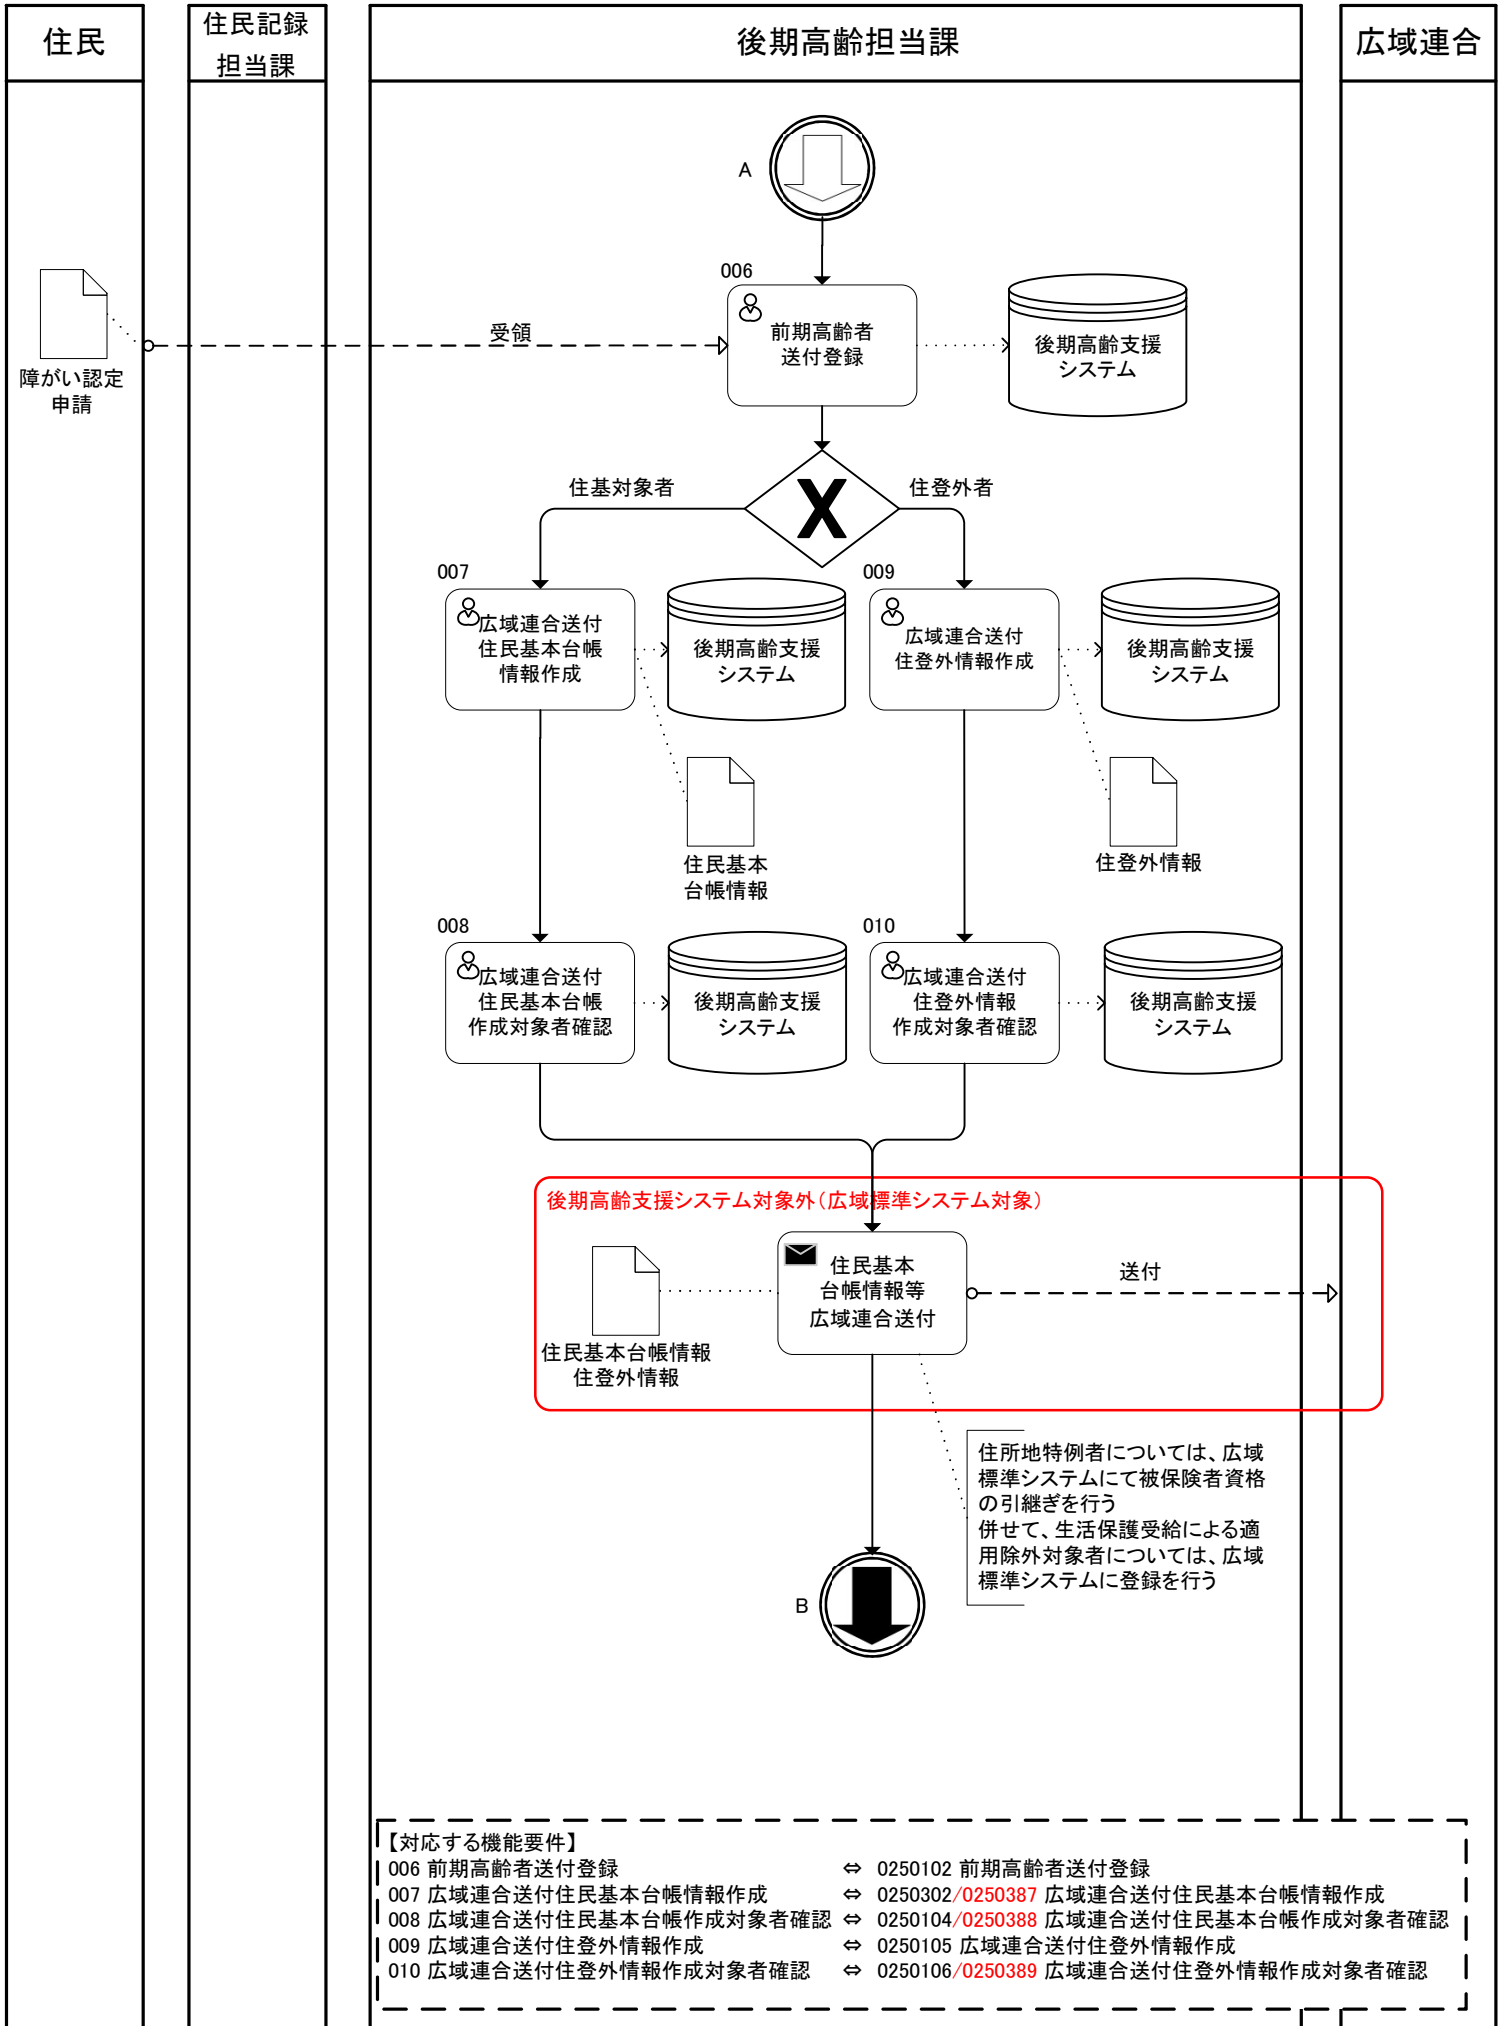 住民
住民記録
担当課
後期高齢担当課
広域連合
A
006
前期高齢者
送付登録
後期高齢支援
システム
受領
障がい認定
申請
住基対象者
X
住登外者
007
広域連合送付
住民基本台帳
情報作成
後期高齢支援
システム
009
広域連合送付
住登外情報作成
後期高齢支援
システム
住民基本
台帳情報
住登外情報
008
広域連合送付
住民基本台帳
作成対象者確認
後期高齢支援
システム
010
広域連合送付
住登外情報
作成対象者確認
後期高齢支援
システム
後期高齢支援システム対象外（広域標準システム対象）
住民基本
台帳情報等
広域連合送付
送付
住民基本台帳情報
住登外情報
住所地特例者については、広域
標準システムにて被保険者資格
の引継ぎを行う
併せて、生活保護受給による適
用除外対象者については、広域
標準システムに登録を行う
B
【対応する機能要件】
006 前期高齢者送付登録 ⇔ 0250102 前期高齢者送付登録
007 広域連合送付住民基本台帳情報作成 ⇔ 0250302/0250387 広域連合送付住民基本台帳情報作成
008 広域連合送付住民基本台帳作成対象者確認 ⇔ 0250104/0250388 広域連合送付住民基本台帳作成対象者確認
009 広域連合送付住登外情報作成 ⇔ 0250105 広域連合送付住登外情報作成
010 広域連合送付住登外情報作成対象者確認 ⇔ 0250106/0250389 広域連合送付住登外情報作成対象者確認